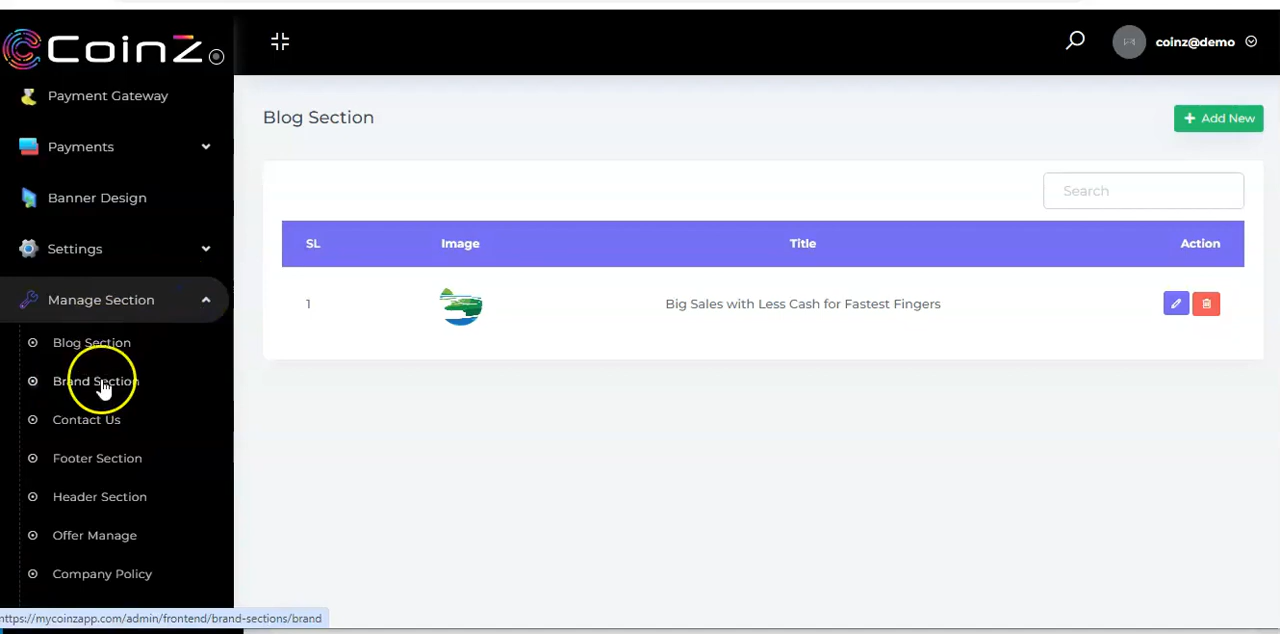 CoinZ
coinz@demo
Payment Gateway
Payments
Banner Design
Settings
Manage Section
Blog Section
Brand Section
Contact Us
Footer Section
Header Section
Offer Manage
Company Policy
Blog Section
+ Add New
Search
SL Image Title Action
1 Big Sales with Less Cash for Fastest Fingers
https://mycoinzapp.com/admin/frontend/brand-sections/brand